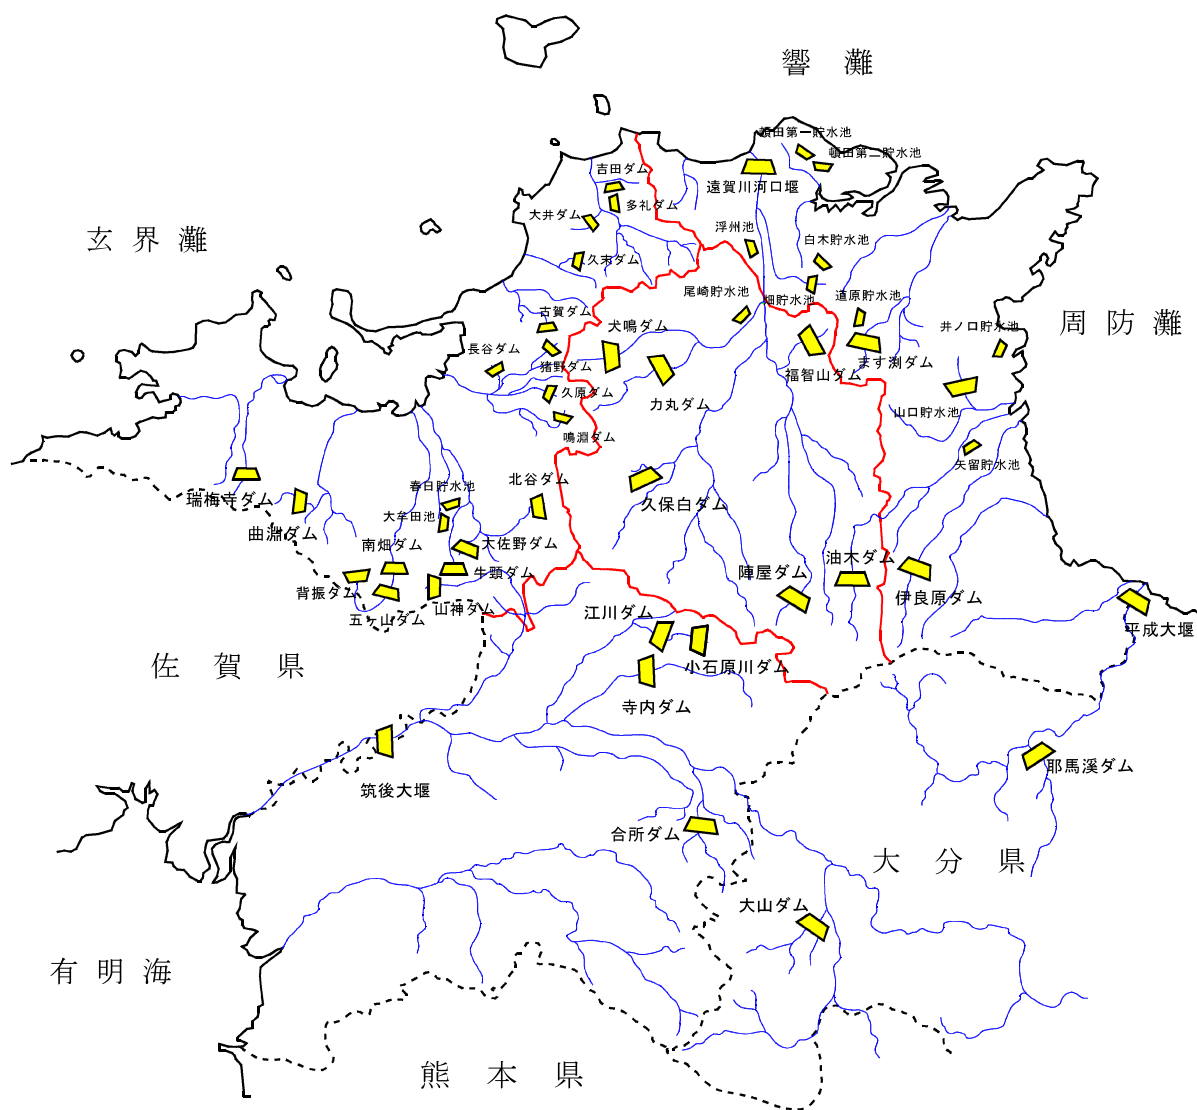 響灘
頓田第一貯水池
頓田第二貯水池
吉田ダム
遠賀川河口堰
多礼ダム
大井ダム
浮州池
玄界灘
白木貯水池
久末ダム
尾崎貯水池
畑貯水池
道原貯水池
古賀ダム
犬鳴ダム
井ノ口貯水池
周防灘
長谷ダム
猪野ダム
ます渕ダム
福智山ダム
久原ダム
力丸ダム
山口貯水池
鳴淵ダム
矢留貯水池
北谷ダム
春日貯水池
瑞梅寺ダム
久保白ダム
大牟田池
曲淵ダム
南畑ダム
大佐野ダム
油木ダム
陣屋ダム
牛頸ダム
背振ダム
五ヶ山ダム
山神ダム
伊良原ダム
江川ダム
平成大堰
佐賀県
小石原川ダム
寺内ダム
耶馬溪ダム
筑後大堰
合所ダム
大分県
大山ダム
有明海
熊本県